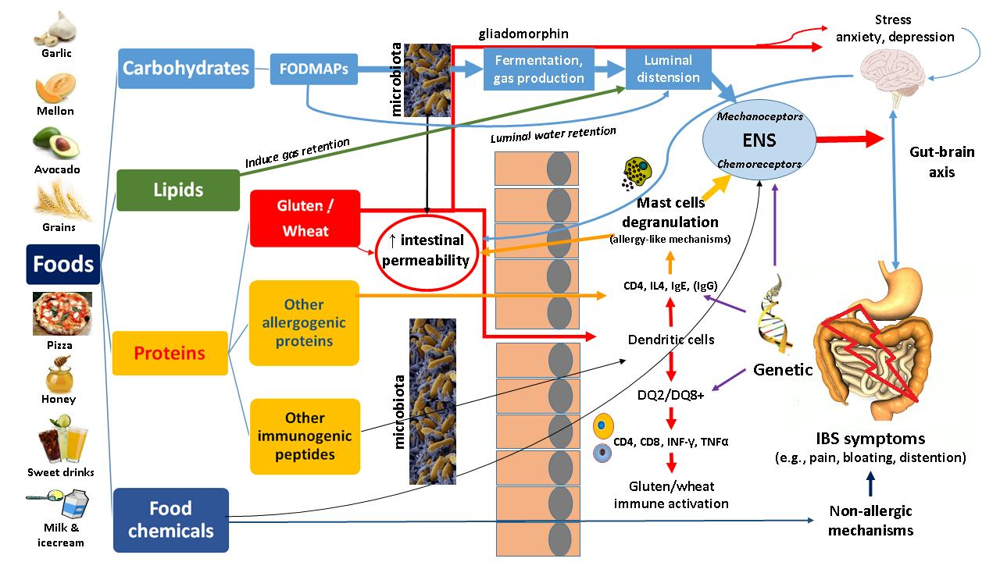 Garlic
Mellon
Avocado
Grains
Foods
Pizza
Honey
Sweet drinks
Milk &
icecream
Carbohydrates
FODMAPs
Lipids
Proteins
Food
chemicals
Gluten /
Wheat
Other
allergogenic
proteins
Other
immunogenic
peptides
microbiota
microbiota
Induce gas retention
↑ intestinal
permeability
gliadomorphin
Fermentation,
gas production
Luminal
distension
Luminal water retention
Mechanoceptors
ENS
Chemoreceptors
Mast cells
degranulation
(allergy-like mechanisms)
CD4, IL4, IgE, (IgG)
Dendritic cells
DQ2/DQ8+
CD4, CD8, INF-γ, TNFα
Gluten/wheat
immune activation
Genetic
Stress
anxiety, depression
Gut-brain
axis
IBS symptoms
(e.g., pain, bloating, distention)
Non-allergic
mechanisms